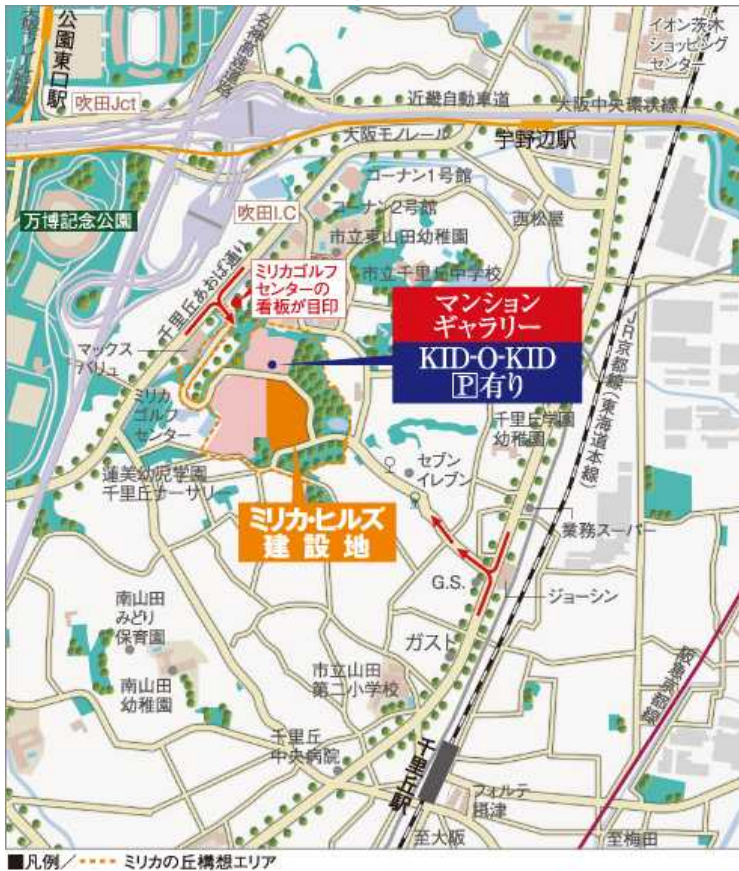 公園東口駅
名神高速道路
イオン茨木
ショッピング
センター
吹田Jct
近畿自動車道
大阪中央環状線
大阪モノレール
宇野辺駅
コーナン1号館
吹田I.C
コーナン2号館
西松屋
万博記念公園
市立東山田幼稚園
千里丘あおば通り
ミリカゴルフ
センターの
看板が目印
市立千里丘中学校
マンション
ギャラリー
KID-O-KID
P有り
JR京都線(東海道本線)
マックス
バリュ
ミリカ
ゴルフ
センター
千里丘学園
幼稚園
セブン
イレブン
蓮美幼児学園
千里丘ナーサリー
ミリカ・ヒルズ
建設地
業務スーパー
G.S.
ジョーシン
南山田
みどり
保育園
ガスト
阪急京都線
市立山田
第二小学校
南山田
幼稚園
千里丘
中央病院
千里丘駅
フォルテ
摂津
至大阪
至梅田
■凡例/---- ミリカの丘構想エリア